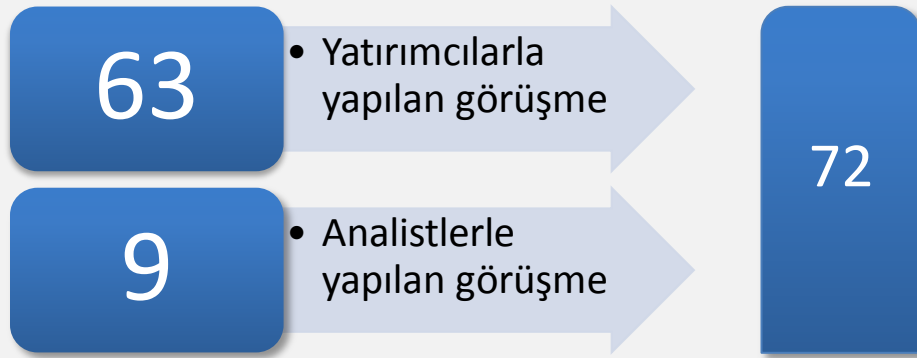 63
• Yatırımcılarla
yapılan görüşme
9
• Analistlerle
yapılan görüşme
72